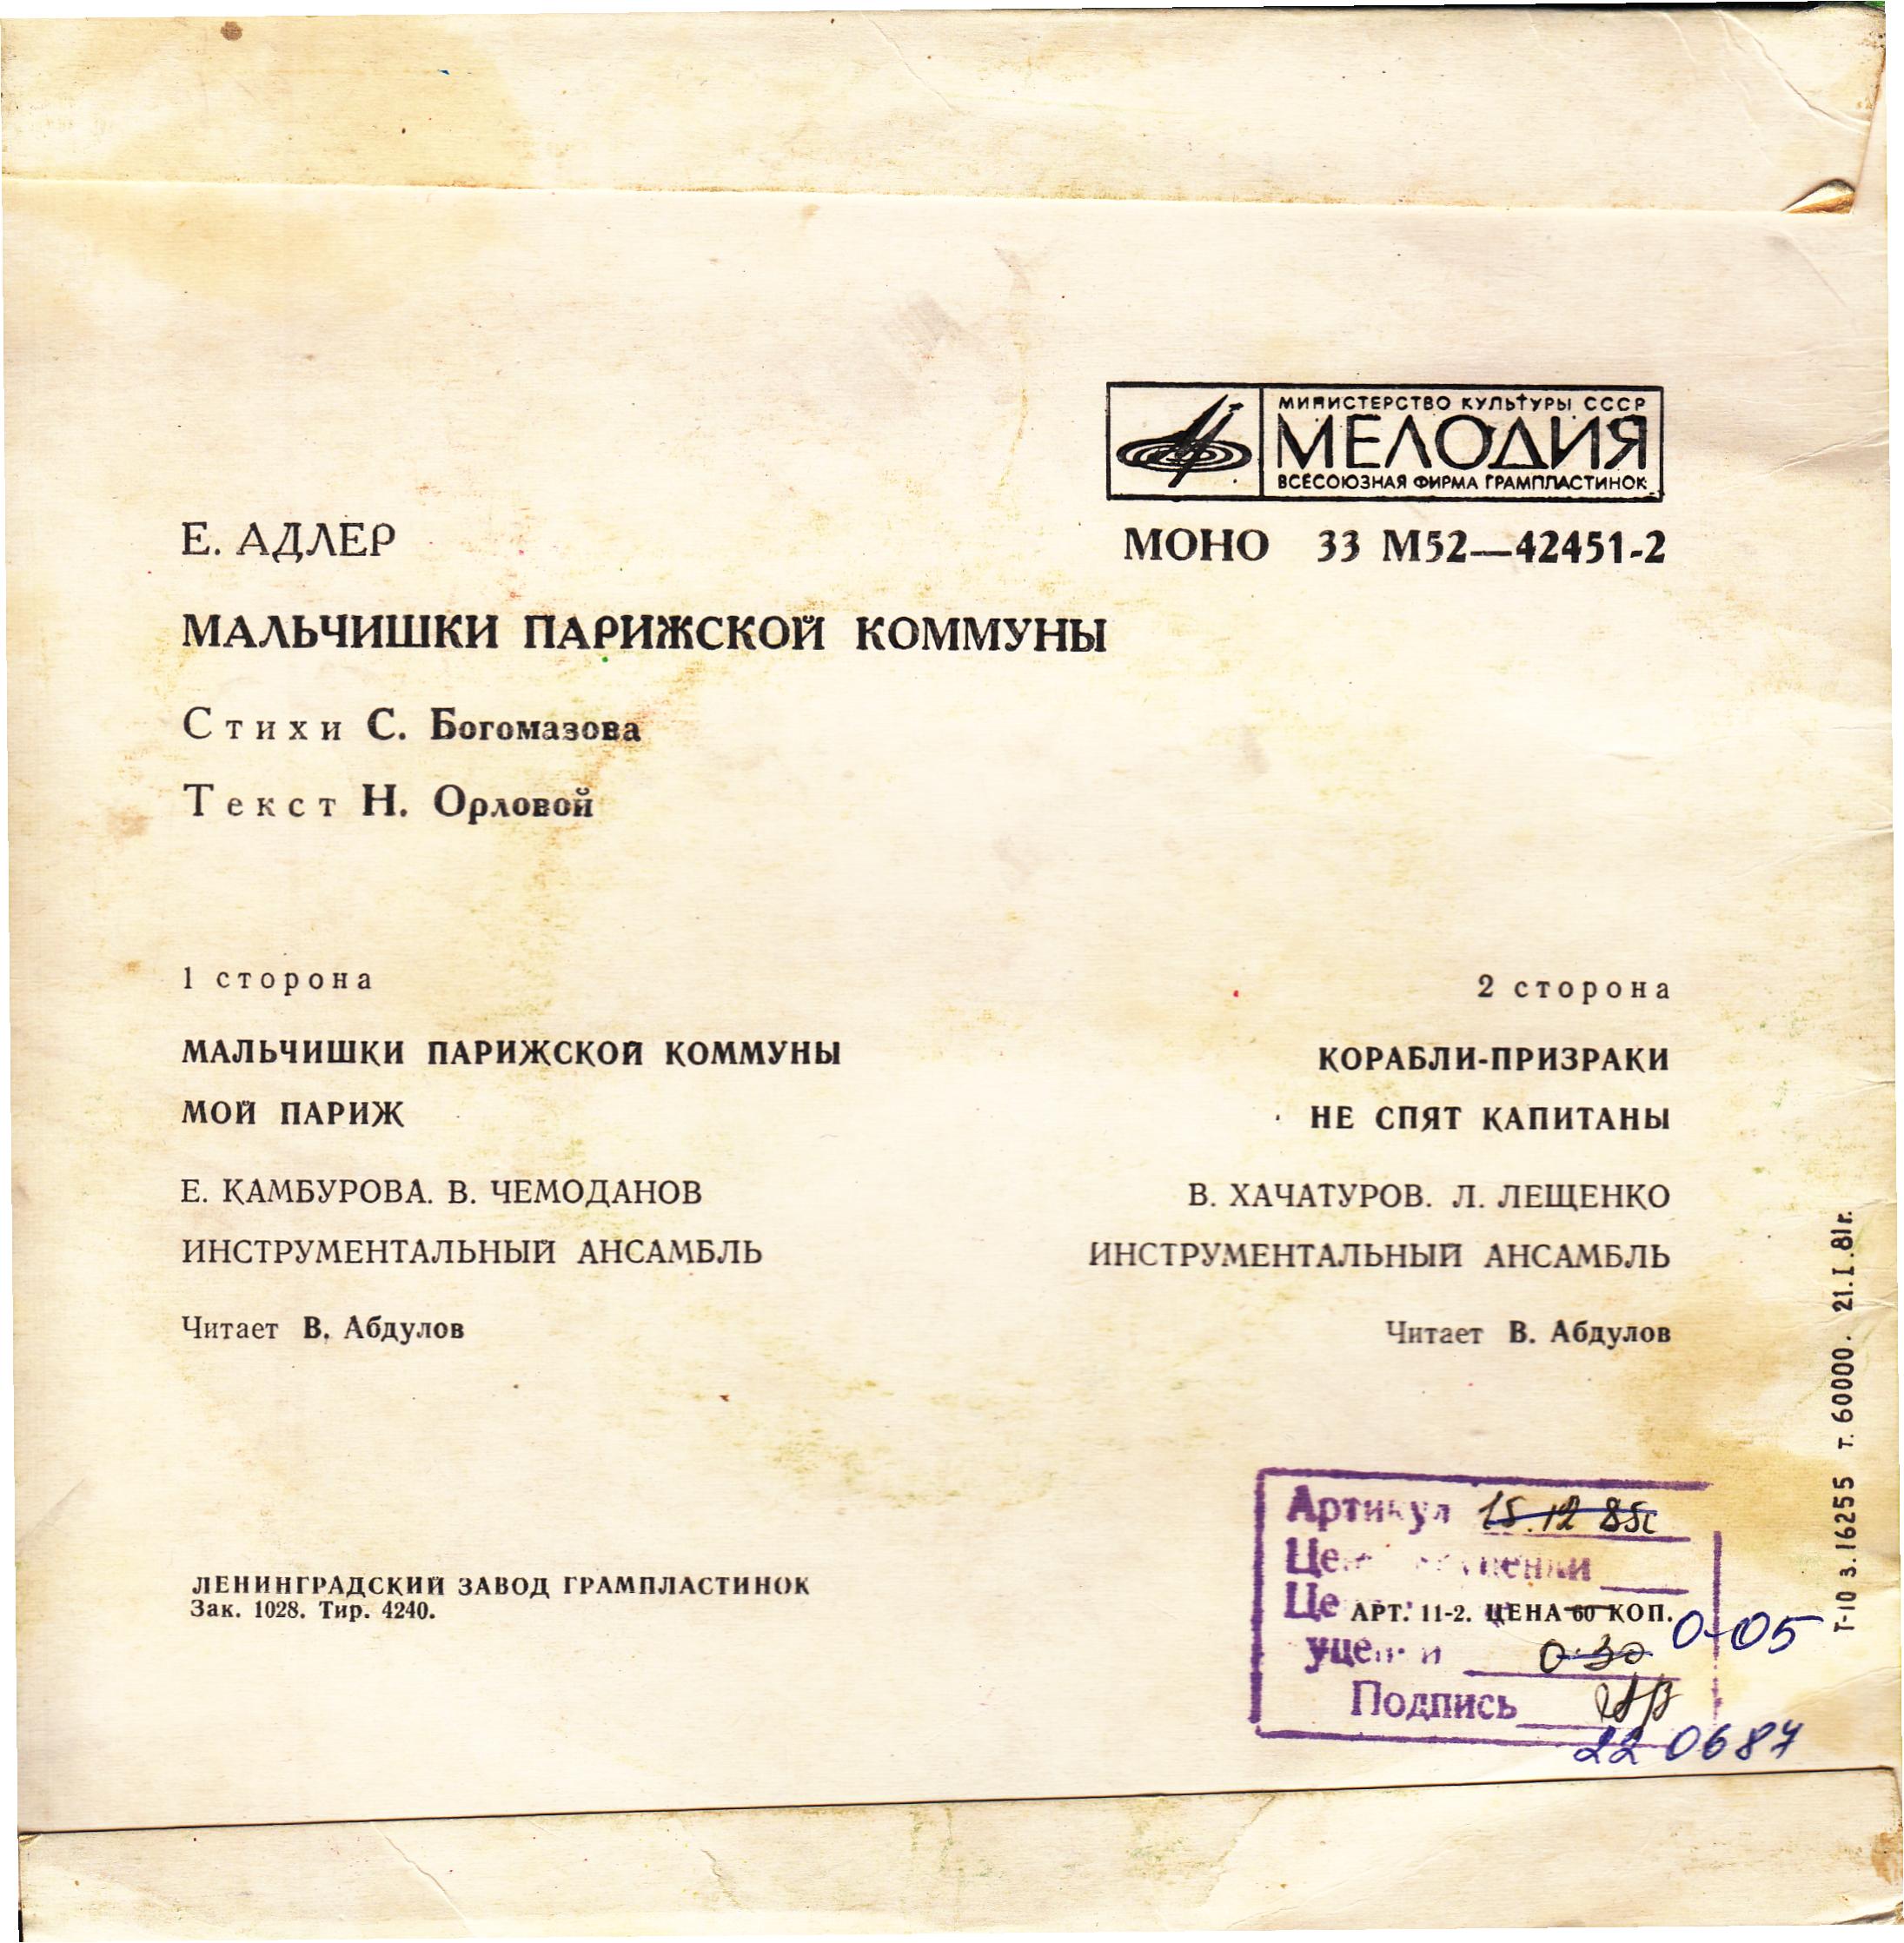 МИНИСТЕРСТВО КУЛЬТУРЫ СССР
МЕЛОДИЯ
ВСЕСОЮЗНАЯ ФИРМА ГРАМПЛАСТИНОК
Е. АДЛЕР
МОНО 33 М52—42451-2
МАЛЬЧИШКИ ПАРИЖСКОЙ КОММУНЫ
Стихи С. Богомазова
Текст Н. Орловой
1 сторона
МАЛЬЧИШКИ ПАРИЖСКОЙ КОММУНЫ
МОЙ ПАРИЖ
Е. КАМБУРОВА. В. ЧЕМОДАНОВ
ИНСТРУМЕНТАЛЬНЫЙ АНСАМБЛЬ
Читает В. Абдулов
2 сторона
КОРАБЛИ-ПРИЗРАКИ
НЕ СПЯТ КАПИТАНЫ
В. ХАЧАТУРОВ. Л. ЛЕЩЕНКО
ИНСТРУМЕНТАЛЬНЫЙ АНСАМБЛЬ
Читает В. Абдулов
ЛЕНИНГРАДСКИЙ ЗАВОД ГРАМПЛАСТИНОК
Зак. 1028. Тир. 4240.
Артикул 15.12 85г
АРТ. 11-2. ЦЕНА 60 КОП.
0-05
0-30
Подпись
22 06 87
Т-10 З.16255 Т. 60000. 21.I.81г.